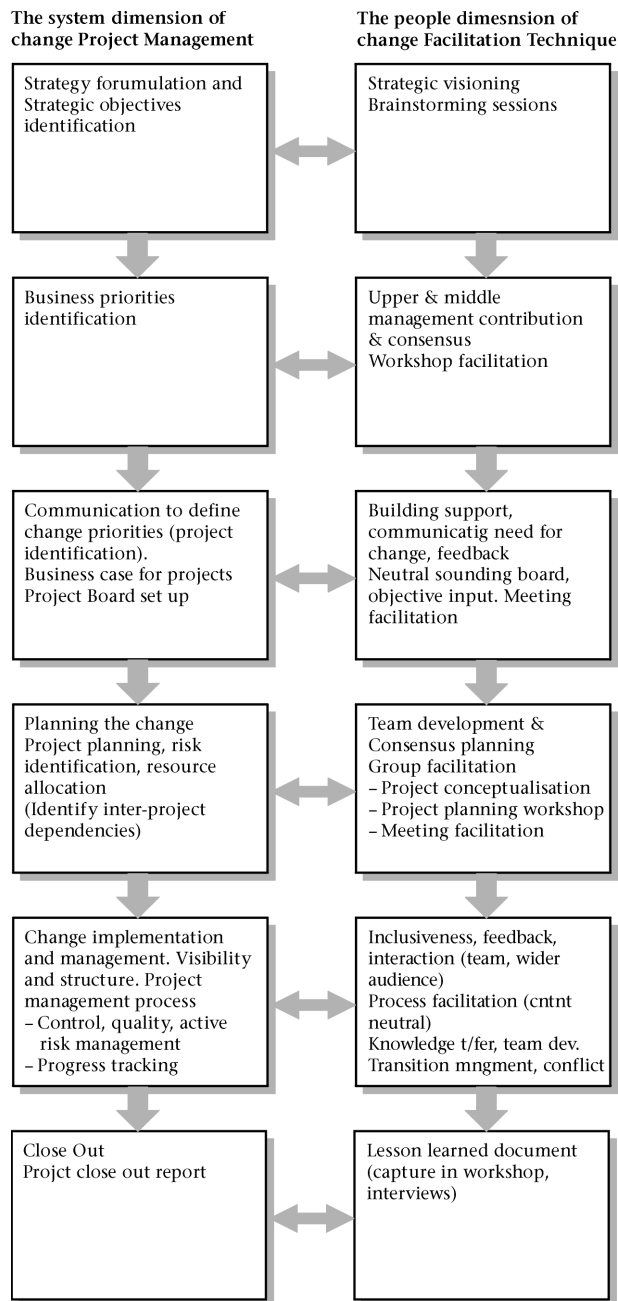 The system dimension of
change Project Management
The people dimesnsion of
change Facilitation Technique
Strategy forumulation and
Strategic objectives
identification
Strategic visioning
Brainstorming sessions
Business priorities
identification
Upper & middle
management contribution
& consensus
Workshop facilitation
Communication to define
change priorities (project
identification).
Business case for projects
Project Board set up
Building support,
communicatig need for
change, feedback
Neutral sounding board,
objective input. Meeting
facilitation
Planning the change
Project planning, risk
identification, resource
allocation
(Identify inter-project
dependencies)
Team development &
Consensus planning
Group facilitation
– Project conceptualisation
– Project planning workshop
– Meeting facilitation
Change implementation
and management. Visibility
and structure. Project
management process
– Control, quality, active
risk management
– Progress tracking
Inclusiveness, feedback,
interaction (team, wider
audience)
Process facilitation (cntnt
neutral)
Knowledge t/fer, team dev.
Transition mngment, conflict
Close Out
Projct close out report
Lesson learned document
(capture in workshop,
interviews)